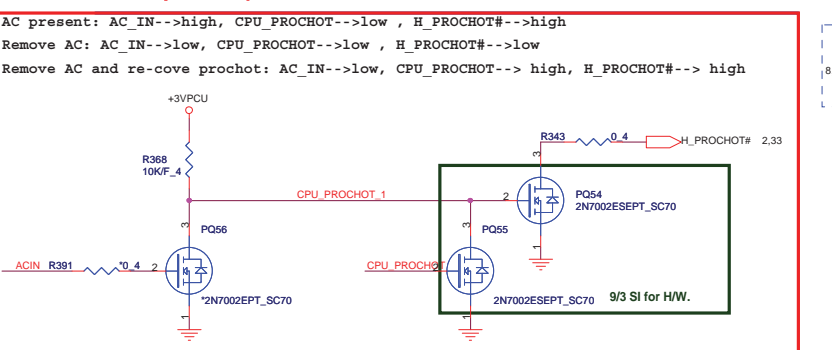 AC present: AC_IN-->high, CPU_PROCHOT-->low , H_PROCHOT#-->high
Remove AC: AC_IN-->low, CPU_PROCHOT-->low , H_PROCHOT#-->low
Remove AC and re-cove prochot: AC_IN-->low, CPU_PROCHOT--> high, H_PROCHOT#--> high
8
+3VPCU
R368
10K/F_4
R343 0_4 H_PROCHOT# 2,33
3
CPU_PROCHOT_1
2
PQ54
2N7002ESEPT_SC70
3
PQ56
3
PQ55
1
ACIN R391 *0_4 2
CPU_PROCHOT 2
*2N7002EPT_SC70
2N7002ESEPT_SC70
9/3 SI for H/W.
1
1